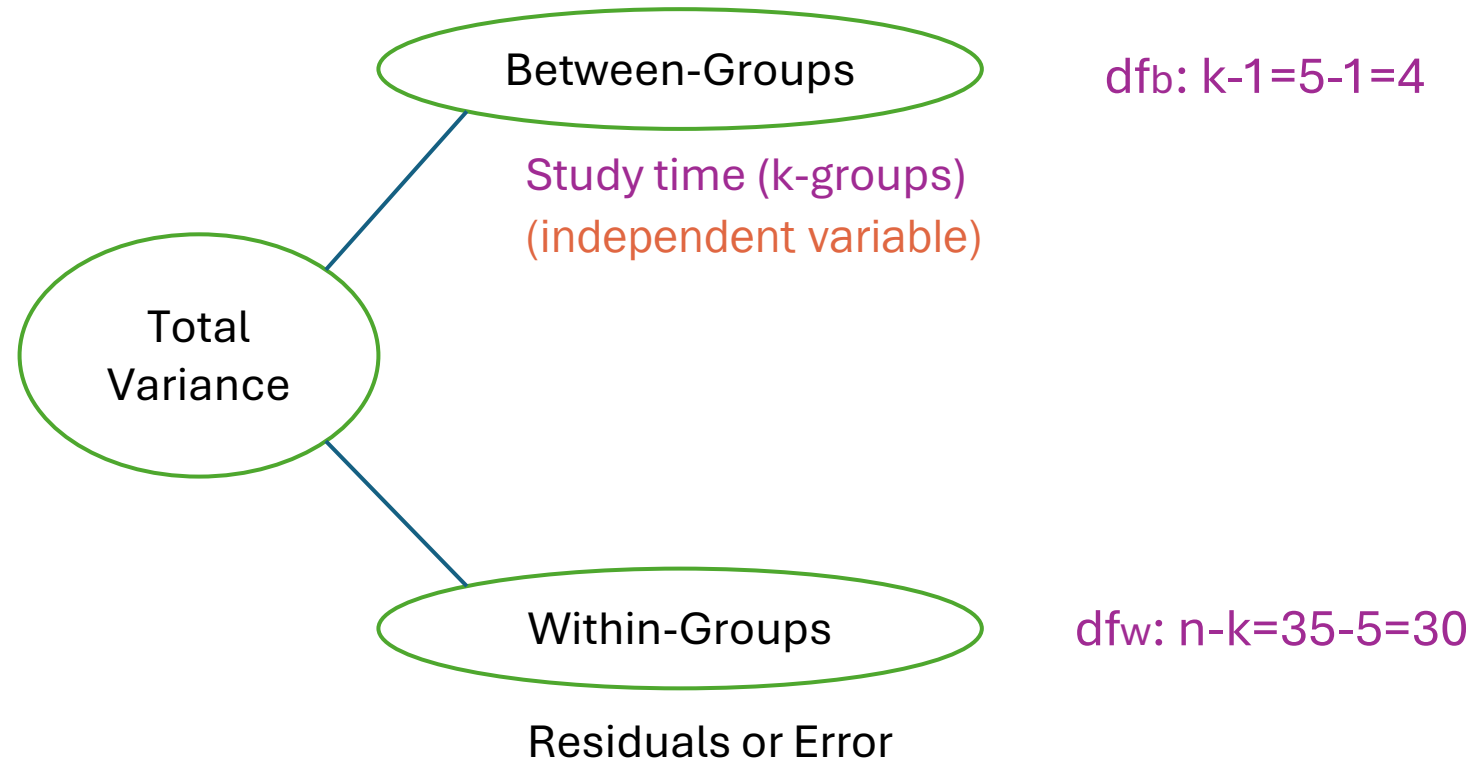 Between-Groups
dfb: k-1=5-1=4
Study time (k-groups)
(independent variable)
Total
Variance
Within-Groups
dfw: n-k=35-5=30
Residuals or Error